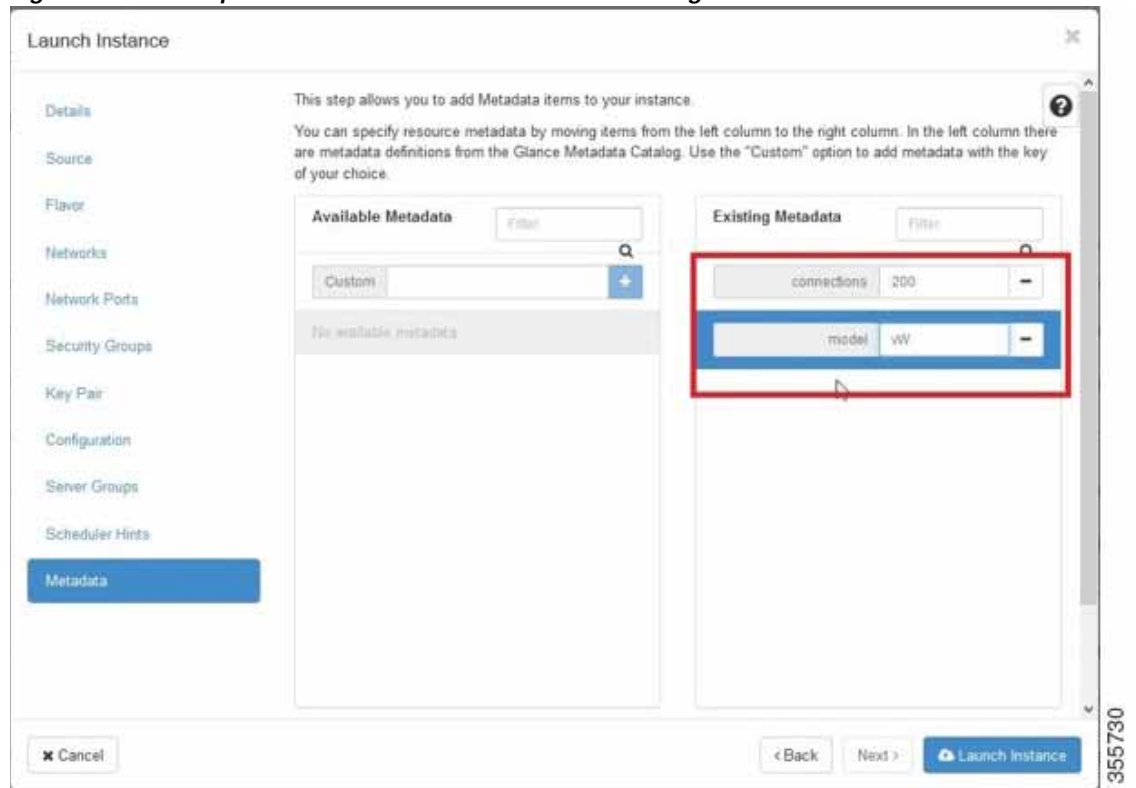 Launch Instance
Details
Source
Flavor
Networks
Network Ports
Security Groups
Key Pair
Configuration
Server Groups
Scheduler Hints
Metadata
This step allows you to add Metadata items to your instance.
You can specify resource metadata by moving items from the left column to the right column. In the left column there
are metadata definitions from the Glance Metadata Catalog. Use the "Custom" option to add metadata with the key
of your choice.
Available Metadata Filter
Custom
No available metadata
Existing Metadata Filter
connections 200
model vW
Cancel
< Back Next > Launch Instance
355730